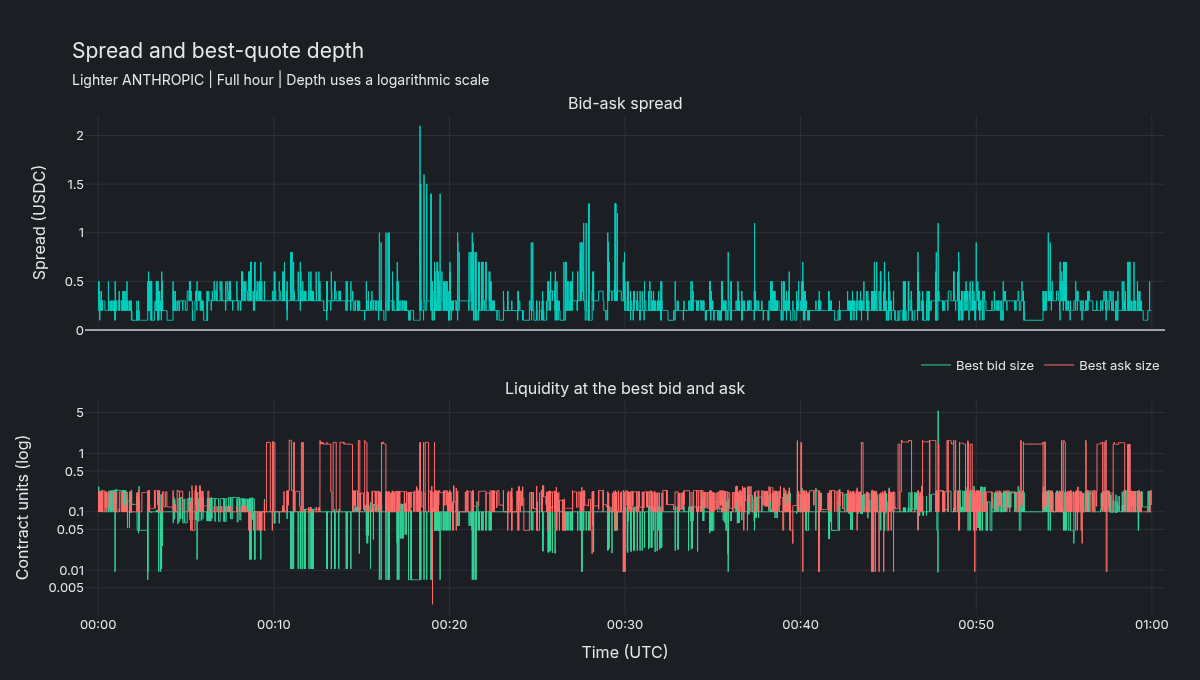 Spread and best-quote depth
Lighter ANTHROPIC | Full hour | Depth uses a logarithmic scale
Bid-ask spread
Spread (USDC)
2
1.5
1
0.5
0
Best bid size
Best ask size
Liquidity at the best bid and ask
Contract units (log)
5
1
0.5
0.1
0.05
0.01
0.005
00:00
00:10
00:20
00:30
00:40
00:50
01:00
Time (UTC)